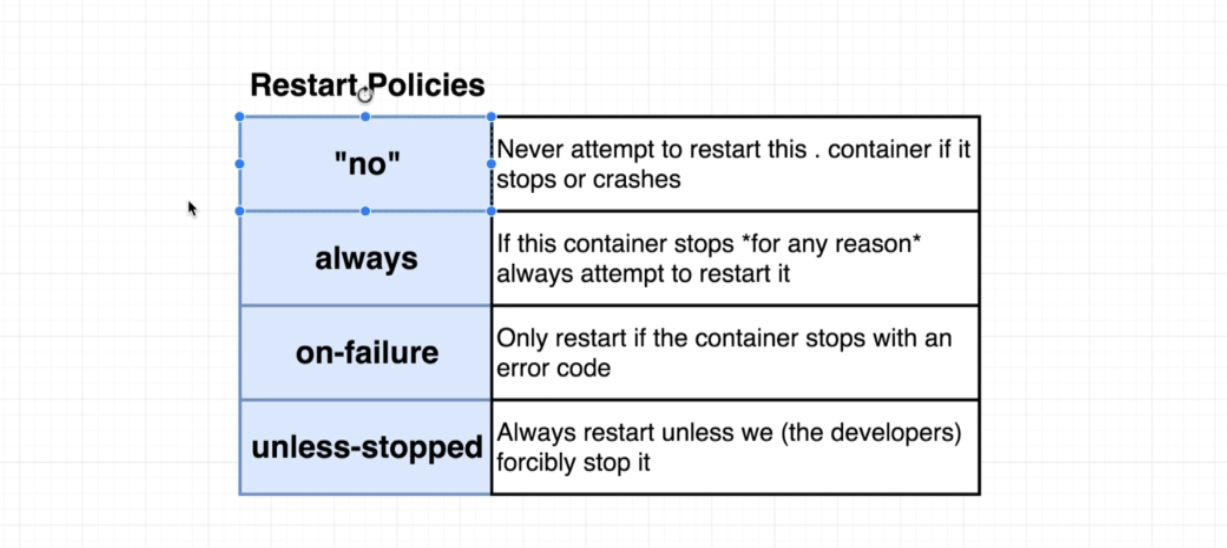 Restart Policies
"no"
Never attempt to restart this . container if it
stops or crashes
always
If this container stops *for any reason*
always attempt to restart it
on-failure
Only restart if the container stops with an
error code
unless-stopped
Always restart unless we (the developers)
forcibly stop it